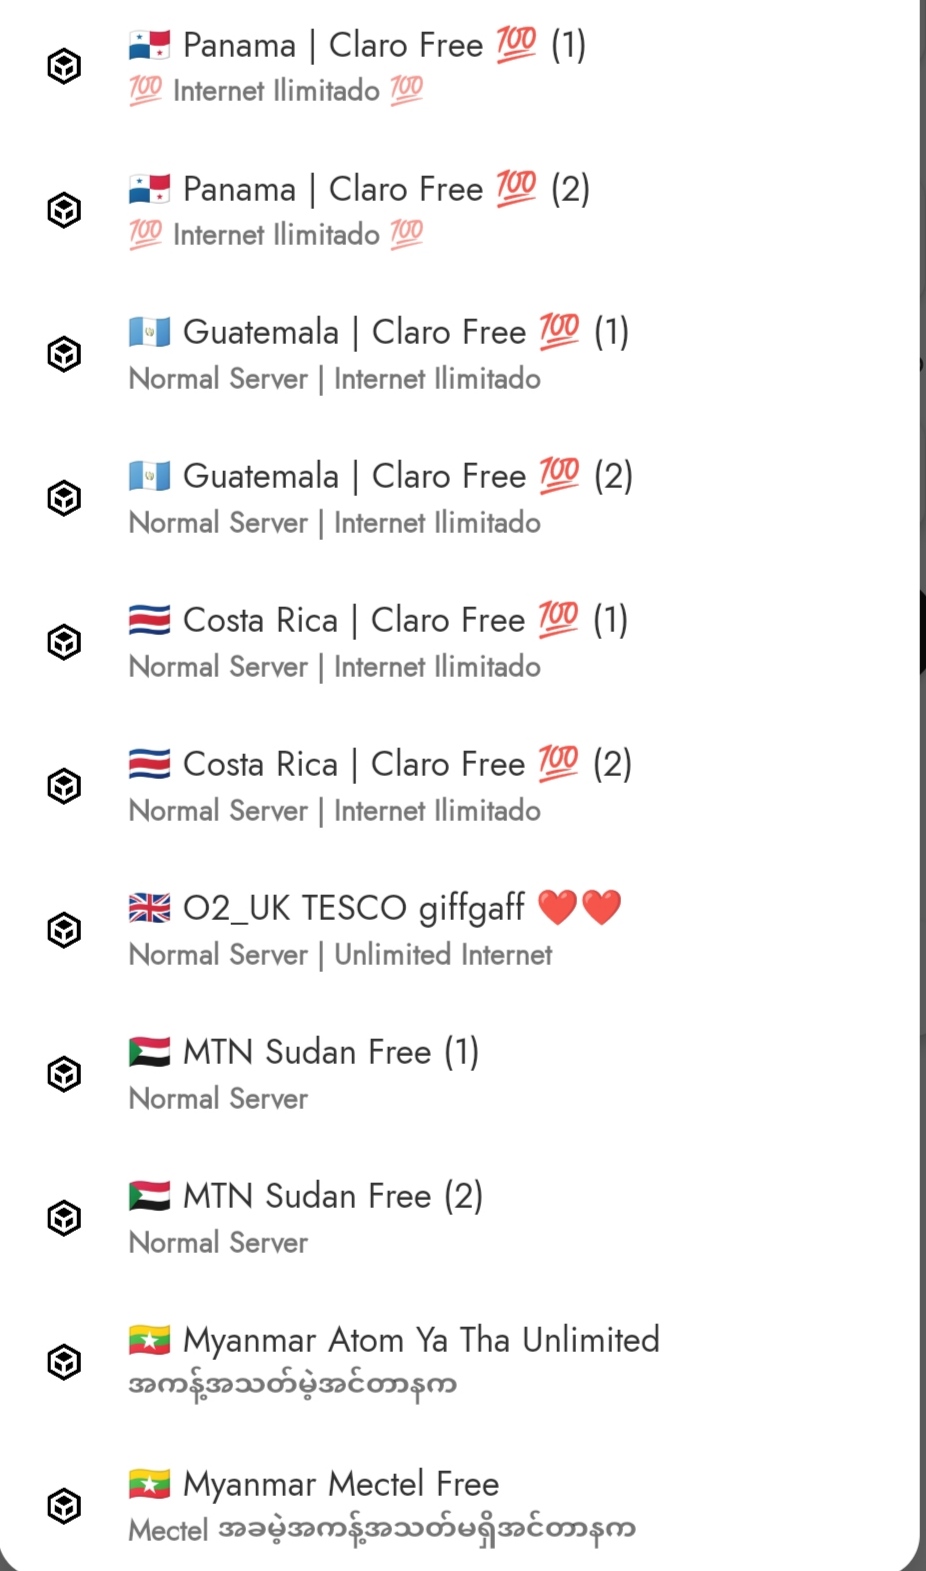 🇵🇦 Panama | Claro Free 💯 (1)
💯 Internet Ilimitado 💯
🇵🇦 Panama | Claro Free 💯 (2)
💯 Internet Ilimitado 💯
🇬🇹 Guatemala | Claro Free 💯 (1)
Normal Server | Internet Ilimitado
🇬🇹 Guatemala | Claro Free 💯 (2)
Normal Server | Internet Ilimitado
🇨🇷 Costa Rica | Claro Free 💯 (1)
Normal Server | Internet Ilimitado
🇨🇷 Costa Rica | Claro Free 💯 (2)
Normal Server | Internet Ilimitado
🇬🇧 O2_UK TESCO giffgaff ❤️❤️
Normal Server | Unlimited Internet
🇸🇩 MTN Sudan Free (1)
Normal Server
🇸🇩 MTN Sudan Free (2)
Normal Server
🇲🇲 Myanmar Atom Ya Tha Unlimited
အကန့်အသတ်မဲ့အင်တာနက
🇲🇲 Myanmar Mectel Free
Mectel အခမဲ့အကန့်အသတ်မရှိအင်တာနက